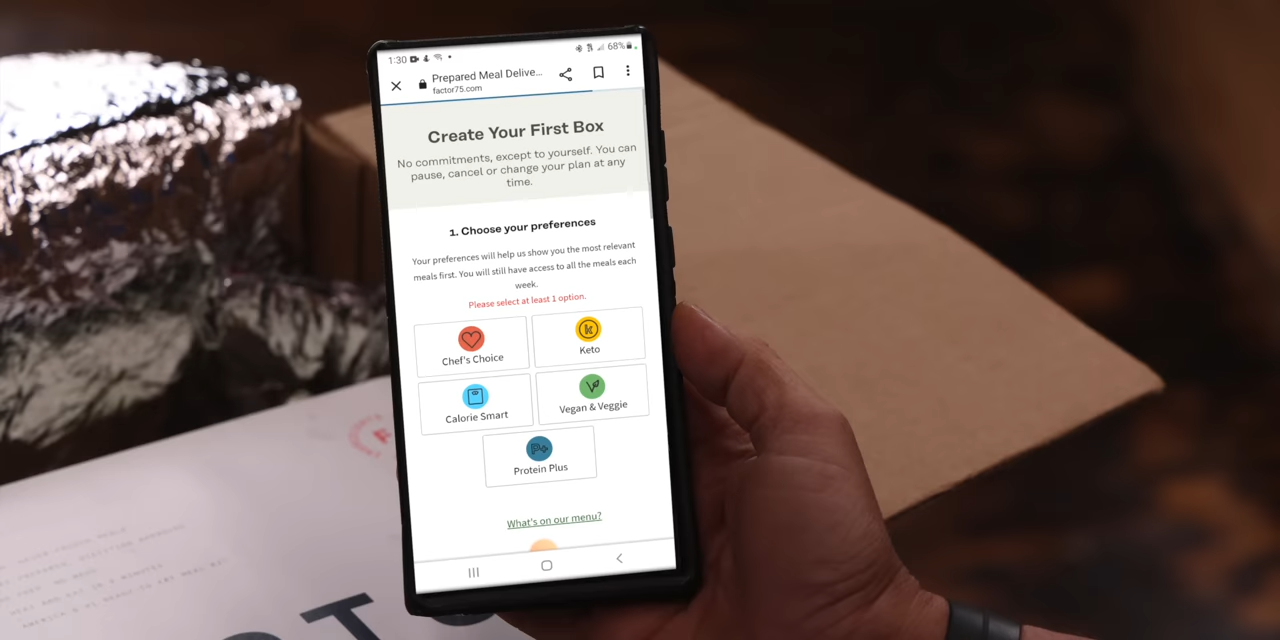 1:30
68%
Prepared Meal Delive...
factor75.com
Create Your First Box
No commitments, except to yourself. You can
pause, cancel or change your plan at any
time.
1. Choose your preferences
Your preferences will help us show you the most relevant
meals first. You will still have access to all the meals each
week.
Please select at least 1 option.
Chef's Choice
Keto
Calorie Smart
Vegan & Veggie
Protein Plus
What's on our menu?